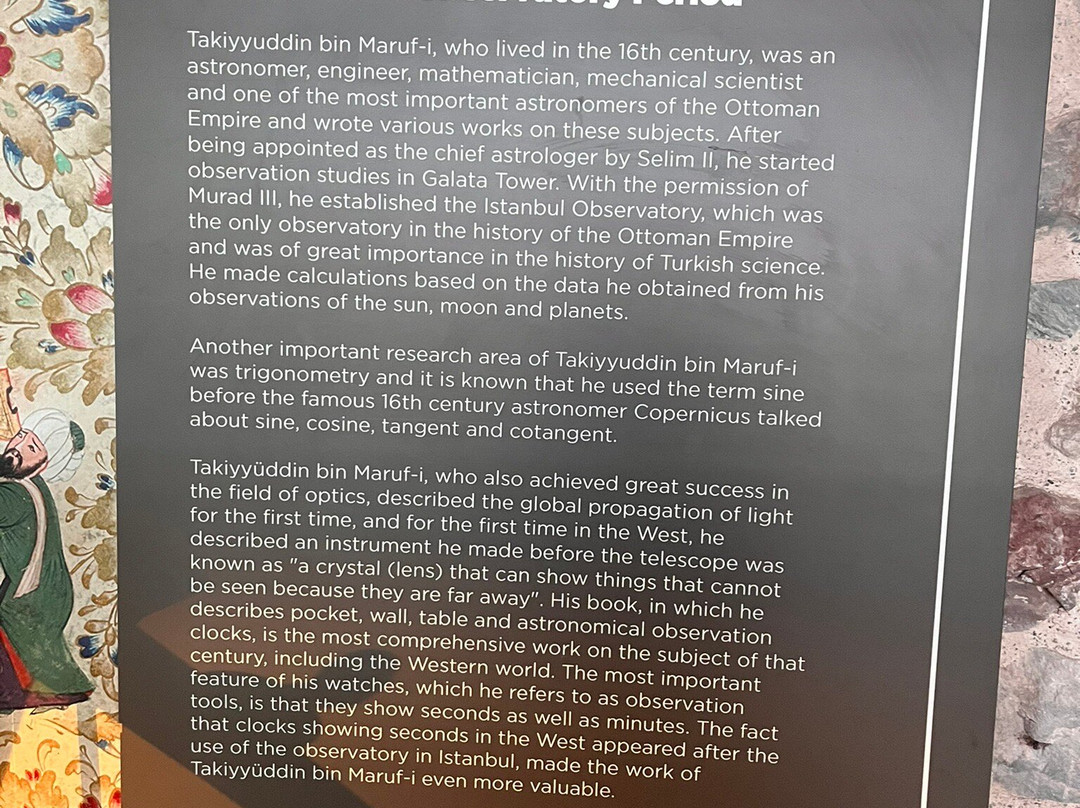 Period
Takiyyuddin bin Maruf-i, who lived in the 16th century, was an
astronomer, engineer, mathematician, mechanical scientist
and one of the most important astronomers of the Ottoman
Empire and wrote various works on these subjects. After
being appointed as the chief astrologer by Selim II, he started
observation studies in Galata Tower. With the permission of
Murad III, he established the Istanbul Observatory, which was
the only observatory in the history of the Ottoman Empire
and was of great importance in the history of Turkish science.
He made calculations based on the data he obtained from his
observations of the sun, moon and planets.
Another important research area of Takiyyuddin bin Maruf-i
was trigonometry and it is known that he used the term sine
before the famous 16th century astronomer Copernicus talked
about sine, cosine, tangent and cotangent.
Takiyyüddin bin Maruf-i, who also achieved great success in
the field of optics, described the global propagation of light
for the first time, and for the first time in the West, he
described an instrument he made before the telescope was
known as "a crystal (lens) that can show things that cannot
be seen because they are far away". His book, in which he
describes pocket, wall, table and astronomical observation
clocks, is the most comprehensive work on the subject of that
century, including the Western world. The most important
feature of his watches, which he refers to as observation
tools, is that they show seconds as well as minutes. The fact
that clocks showing seconds in the West appeared after the
use of the observatory in Istanbul, made the work of
Takiyyüddin bin Maruf-i even more valuable.